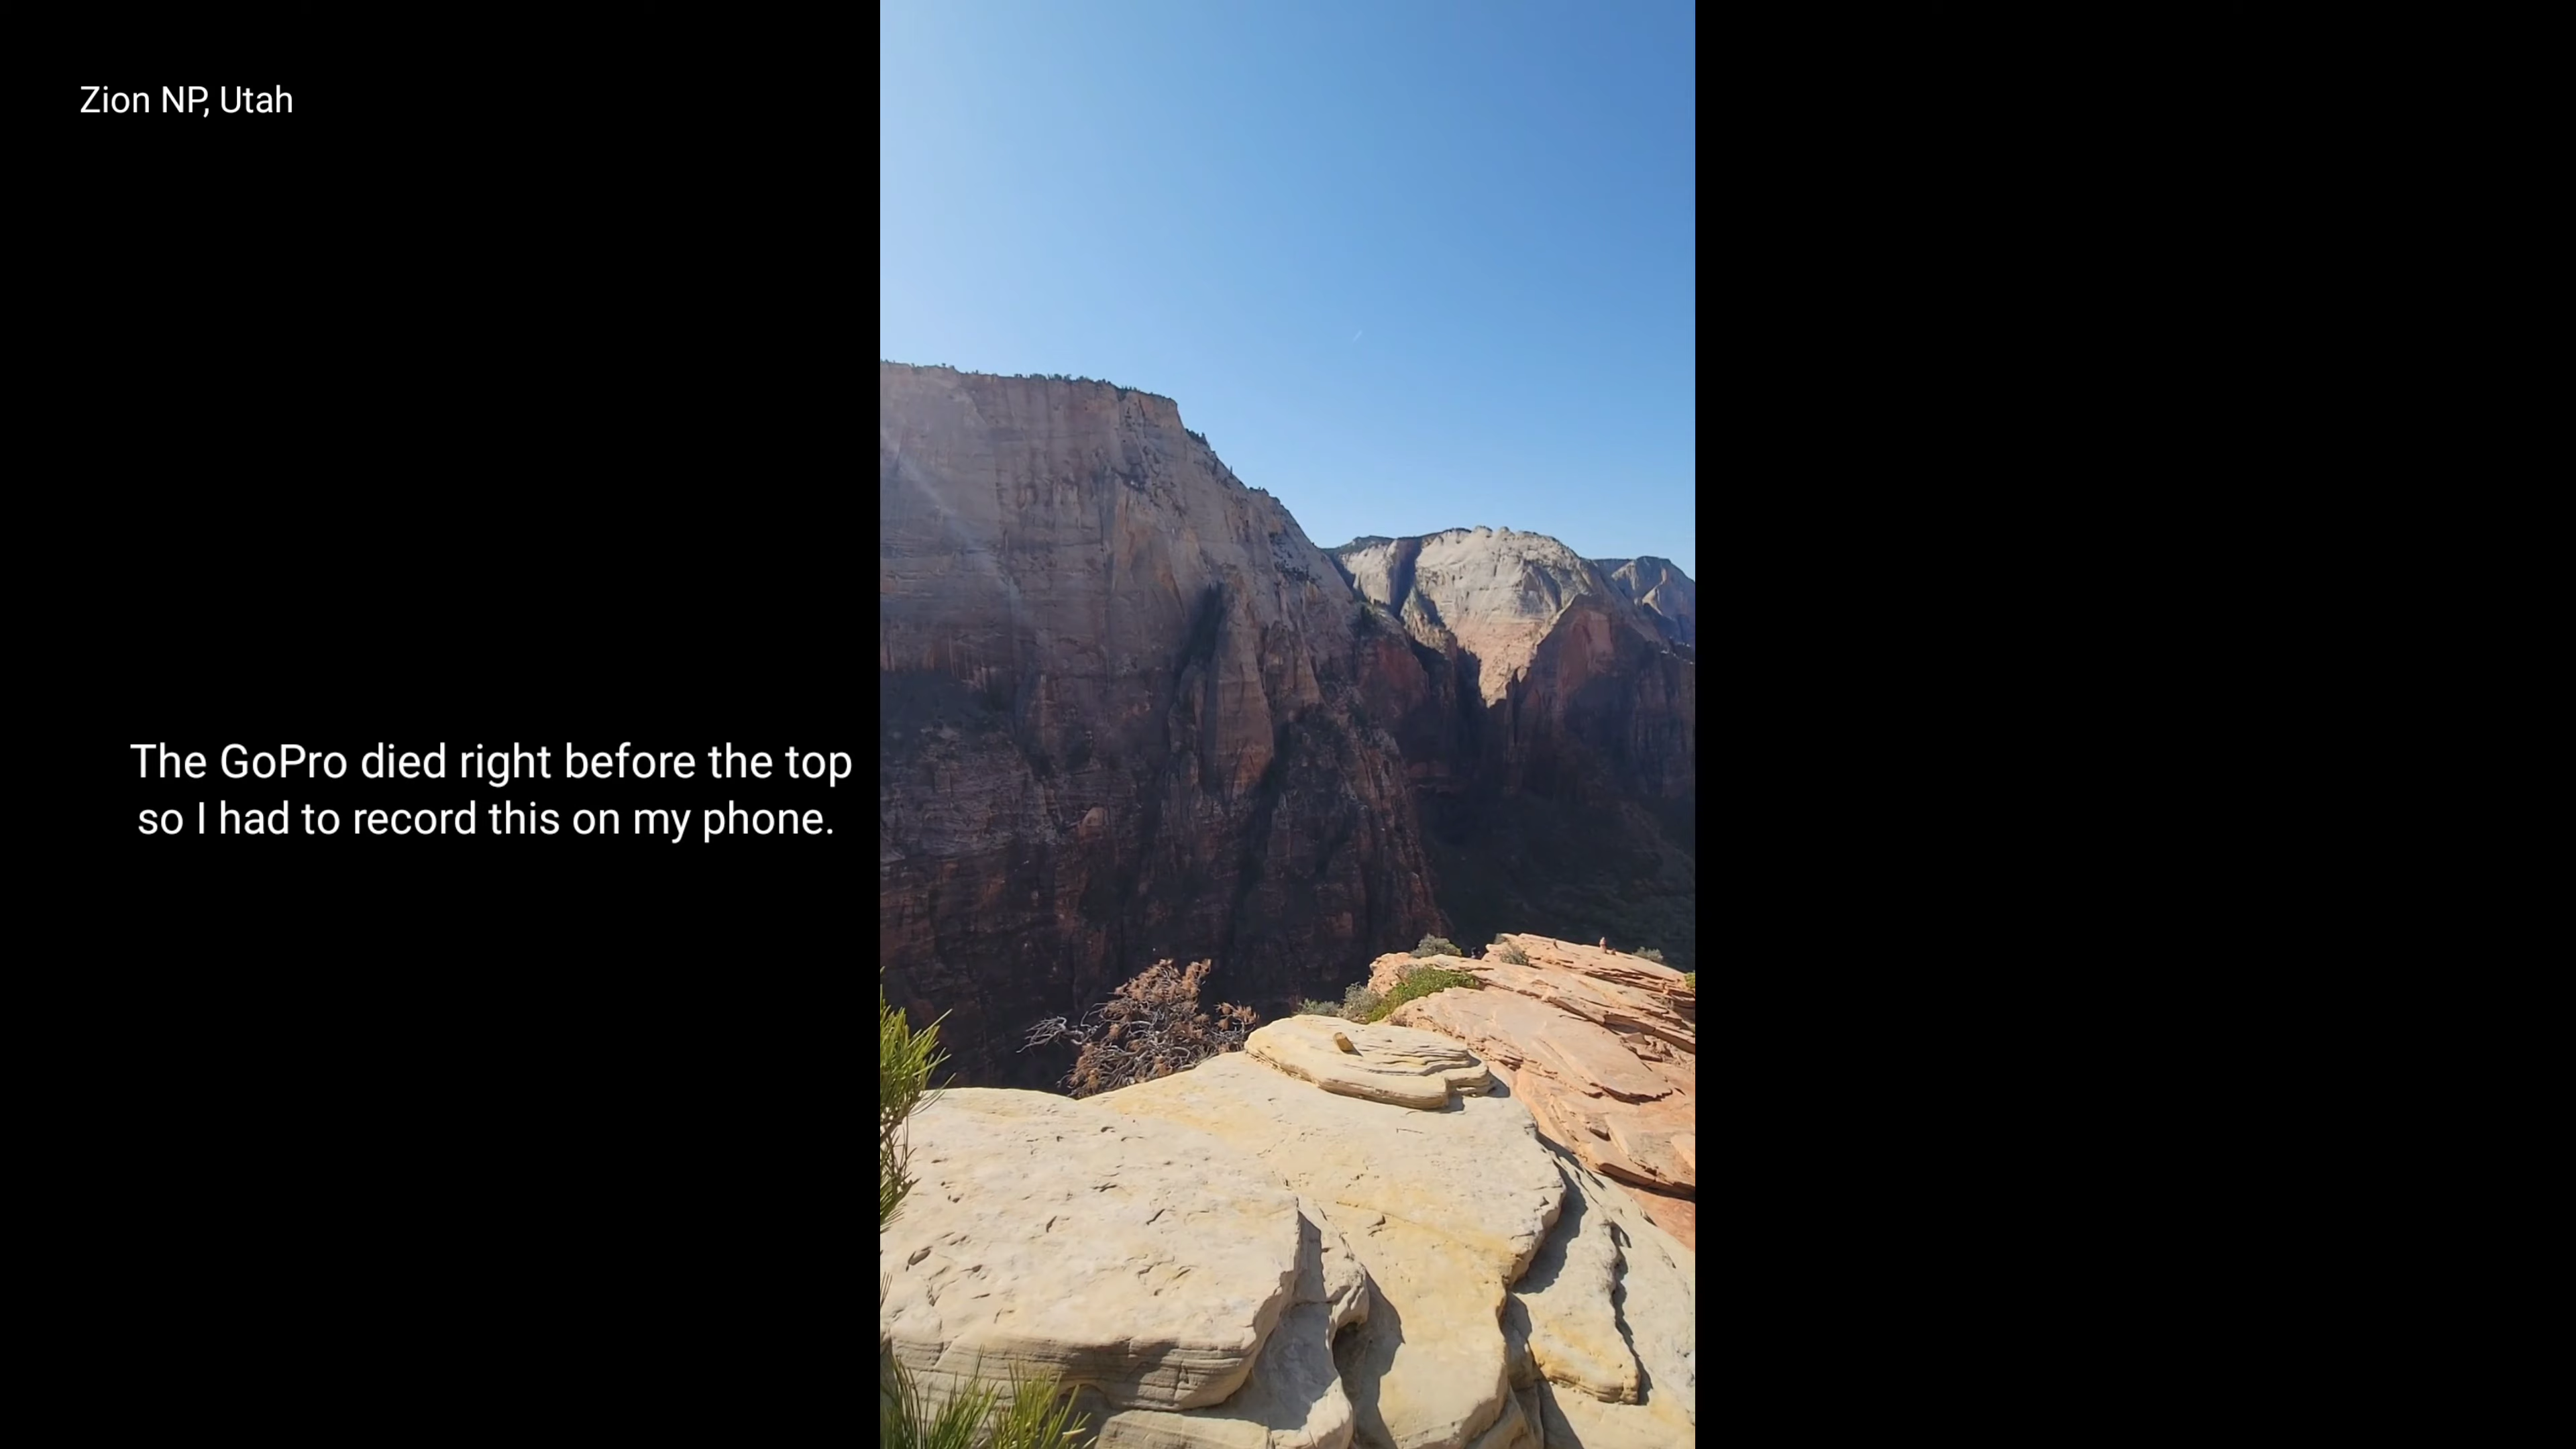 Zion NP, Utah
The GoPro died right before the top
so I had to record this on my phone.